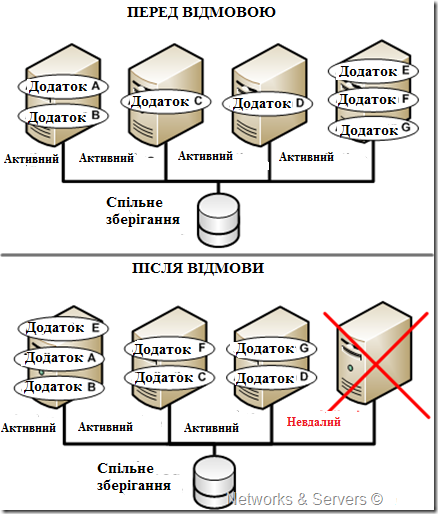 ПЕРЕД ВІДМОВОЮ
Додаток A
Додаток B
Додаток C
Додаток D
Додаток E
Додаток F
Додаток G
Активний
Активний
Активний
Активний
Спільне
зберігання
ПІСЛЯ ВІДМОВИ
Додаток E
Додаток A
Додаток B
Додаток F
Додаток C
Додаток G
Додаток D
Активний
Активний
Активний
Невдалий
Спільне
зберігання
Networks & Servers ©